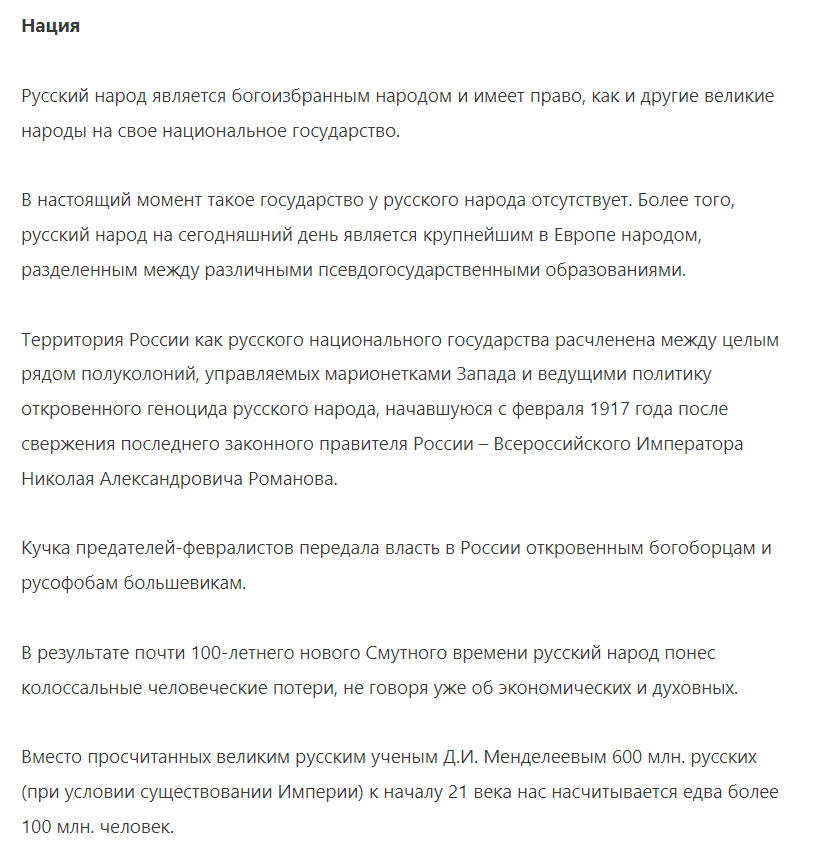 Нация
Русский народ является богоизбранным народом и имеет право, как и другие великие
народы на свое национальное государство.
В настоящий момент такое государство у русского народа отсутствует. Более того,
русский народ на сегодняшний день является крупнейшим в Европе народом,
разделенным между различными псевдогосударственными образованиями.
Территория России как русского национального государства расчленена между целым
рядом полуколоний, управляемых марионетками Запада и ведущими политику
откровенного геноцида русского народа, начавшуюся с февраля 1917 года после
свержения последнего законного правителя России – Всероссийского Императора
Николая Александровича Романова.
Кучка предателей-февралистов передала власть в России откровенным богоборцам и
русофобам большевикам.
В результате почти 100-летнего нового Смутного времени русский народ понес
колоссальные человеческие потери, не говоря уже об экономических и духовных.
Вместо просчитанных великим русским ученым Д.И. Менделеевым 600 млн. русских
(при условии существовании Империи) к началу 21 века нас насчитывается едва более
100 млн. человек.